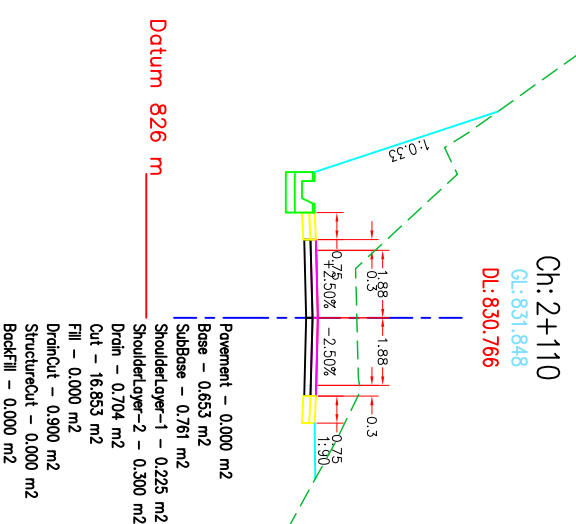 Ch: 2+110
GL: 831.848
DL: 830.766
1:0.33
0.75
0.3
1.88
+2.50%
-2.50%
1.88
0.3
0.75
1:90
Datum 826 m
Pavement - 0.000 m2
Base - 0.653 m2
SubBase - 0.761 m2
ShoulderLayer-1 - 0.225 m2
ShoulderLayer-2 - 0.300 m2
Drain - 0.704 m2
Cut - 16.853 m2
Fill - 0.000 m2
DrainCut - 0.900 m2
StructureCut - 0.000 m2
BackFill - 0.000 m2